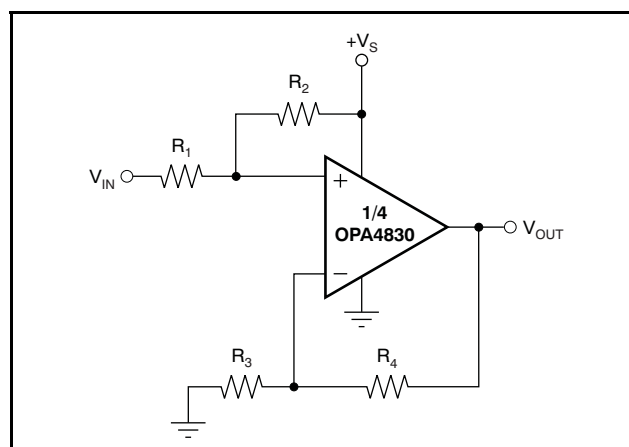 +V_S
R_2
R_1
V_IN
+
1/4
OPA4830
V_OUT
−
R_3
R_4